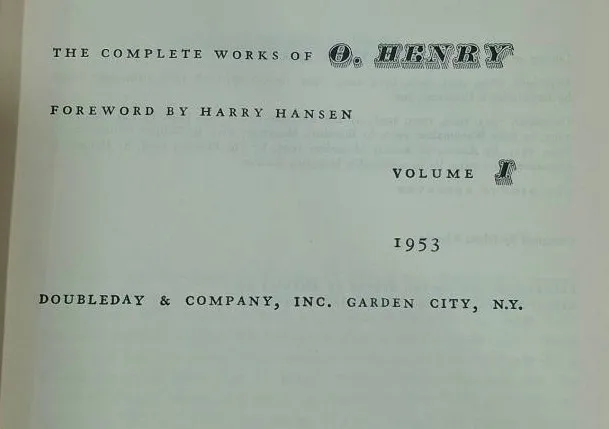 THE COMPLETE WORKS OF O. HENRY
FOREWORD BY HARRY HANSEN
VOLUME I
1953
DOUBLEDAY & COMPANY, INC. GARDEN CITY, N.Y.